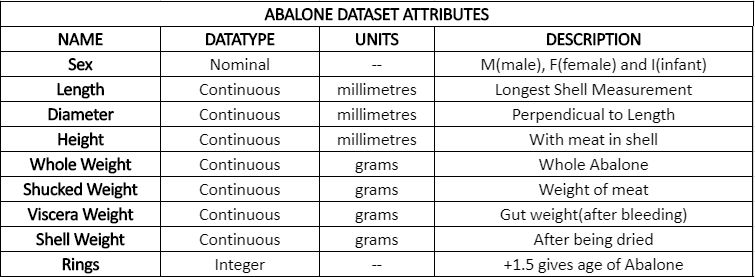 ABALONE DATASET ATTRIBUTES
NAME DATATYPE UNITS DESCRIPTION
Sex Nominal -- M(male), F(female) and I(infant)
Length Continuous millimetres Longest Shell Measurement
Diameter Continuous millimetres Perpendicual to Length
Height Continuous millimetres With meat in shell
Whole Weight Continuous grams Whole Abalone
Shucked Weight Continuous grams Weight of meat
Viscera Weight Continuous grams Gut weight(after bleeding)
Shell Weight Continuous grams After being dried
Rings Integer -- +1.5 gives age of Abalone